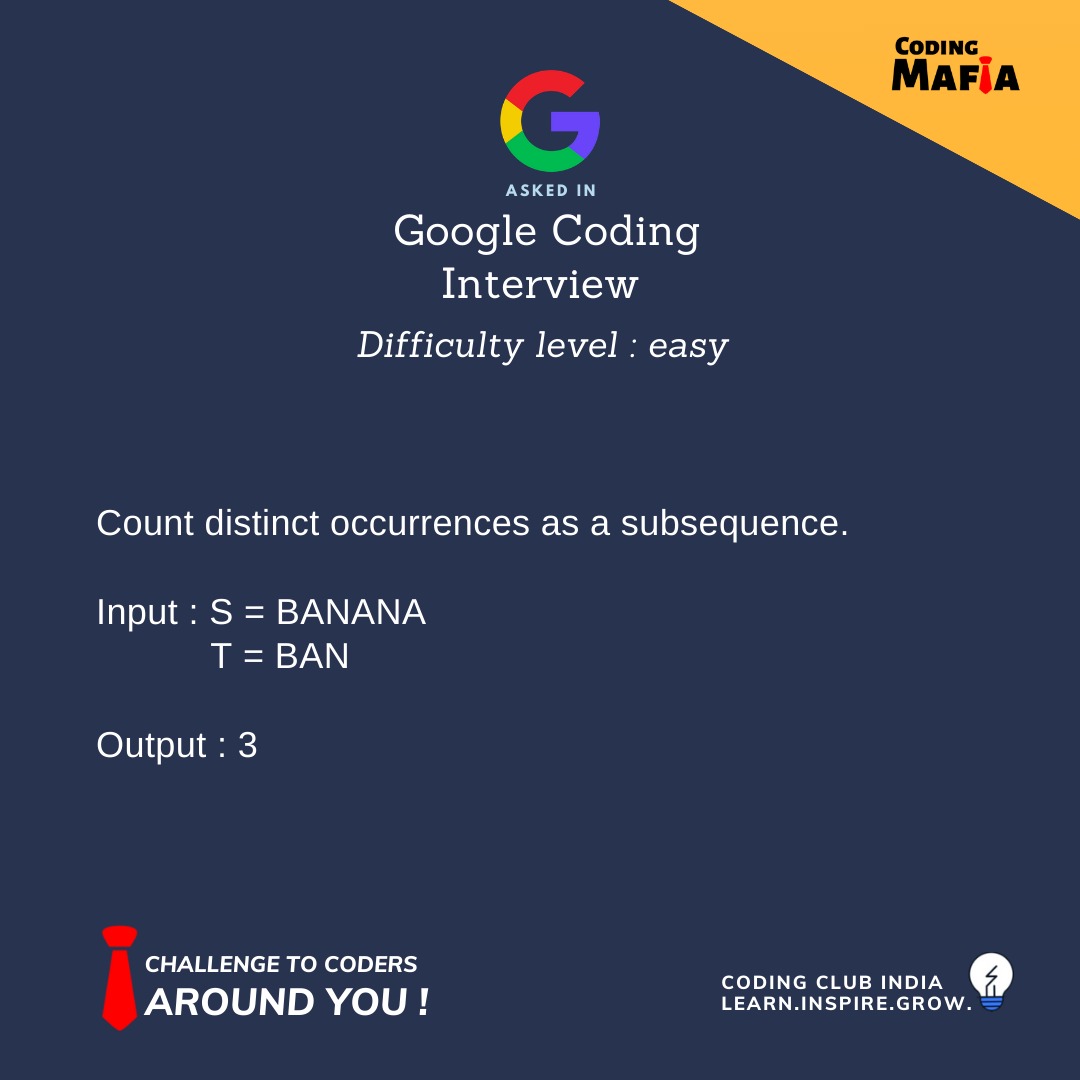 CODING
MAFIA
ASKED IN
Google Coding
Interview
Difficulty level : easy
Count distinct occurrences as a subsequence.
Input : S = BANANA
T = BAN
Output : 3
CHALLENGE TO CODERS
AROUND YOU !
CODING CLUB INDIA
LEARN.INSPIRE.GROW.